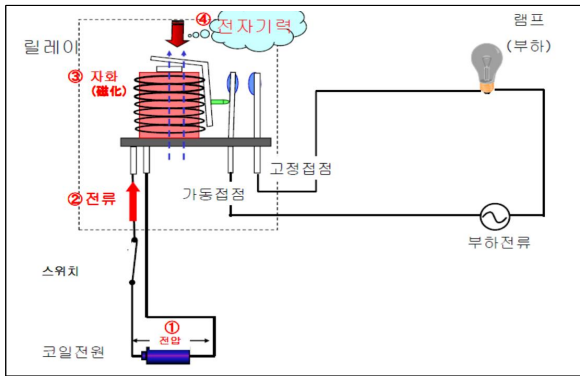 ④
전자기력
램프
(부하)
릴레이
③ 자화
(磁化)
고정접점
가동접점
② 전류
부하전류
스위치
①
전압
코일전원